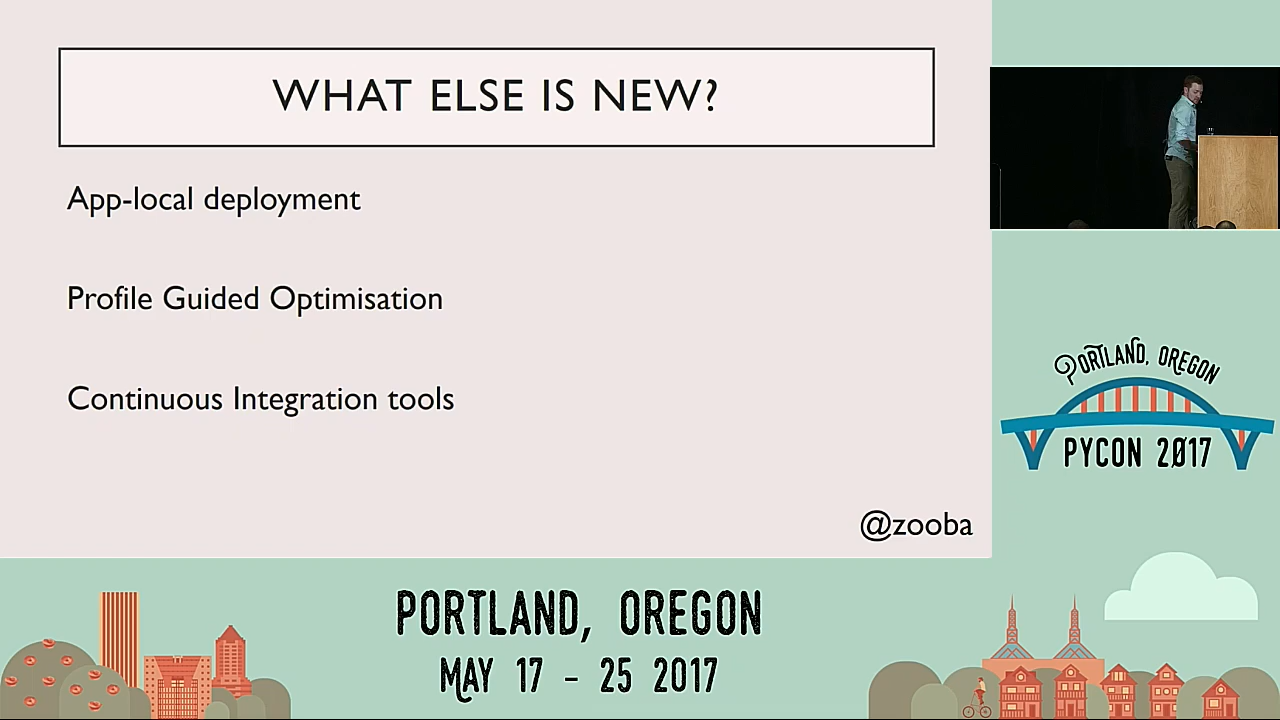 WHAT ELSE IS NEW?
App-local deployment
Profile Guided Optimisation
Continuous Integration tools
@zooba
PORTLAND, OREGON
PYCON 2017
PORTLAND, OREGON
MAY 17 - 25 2017